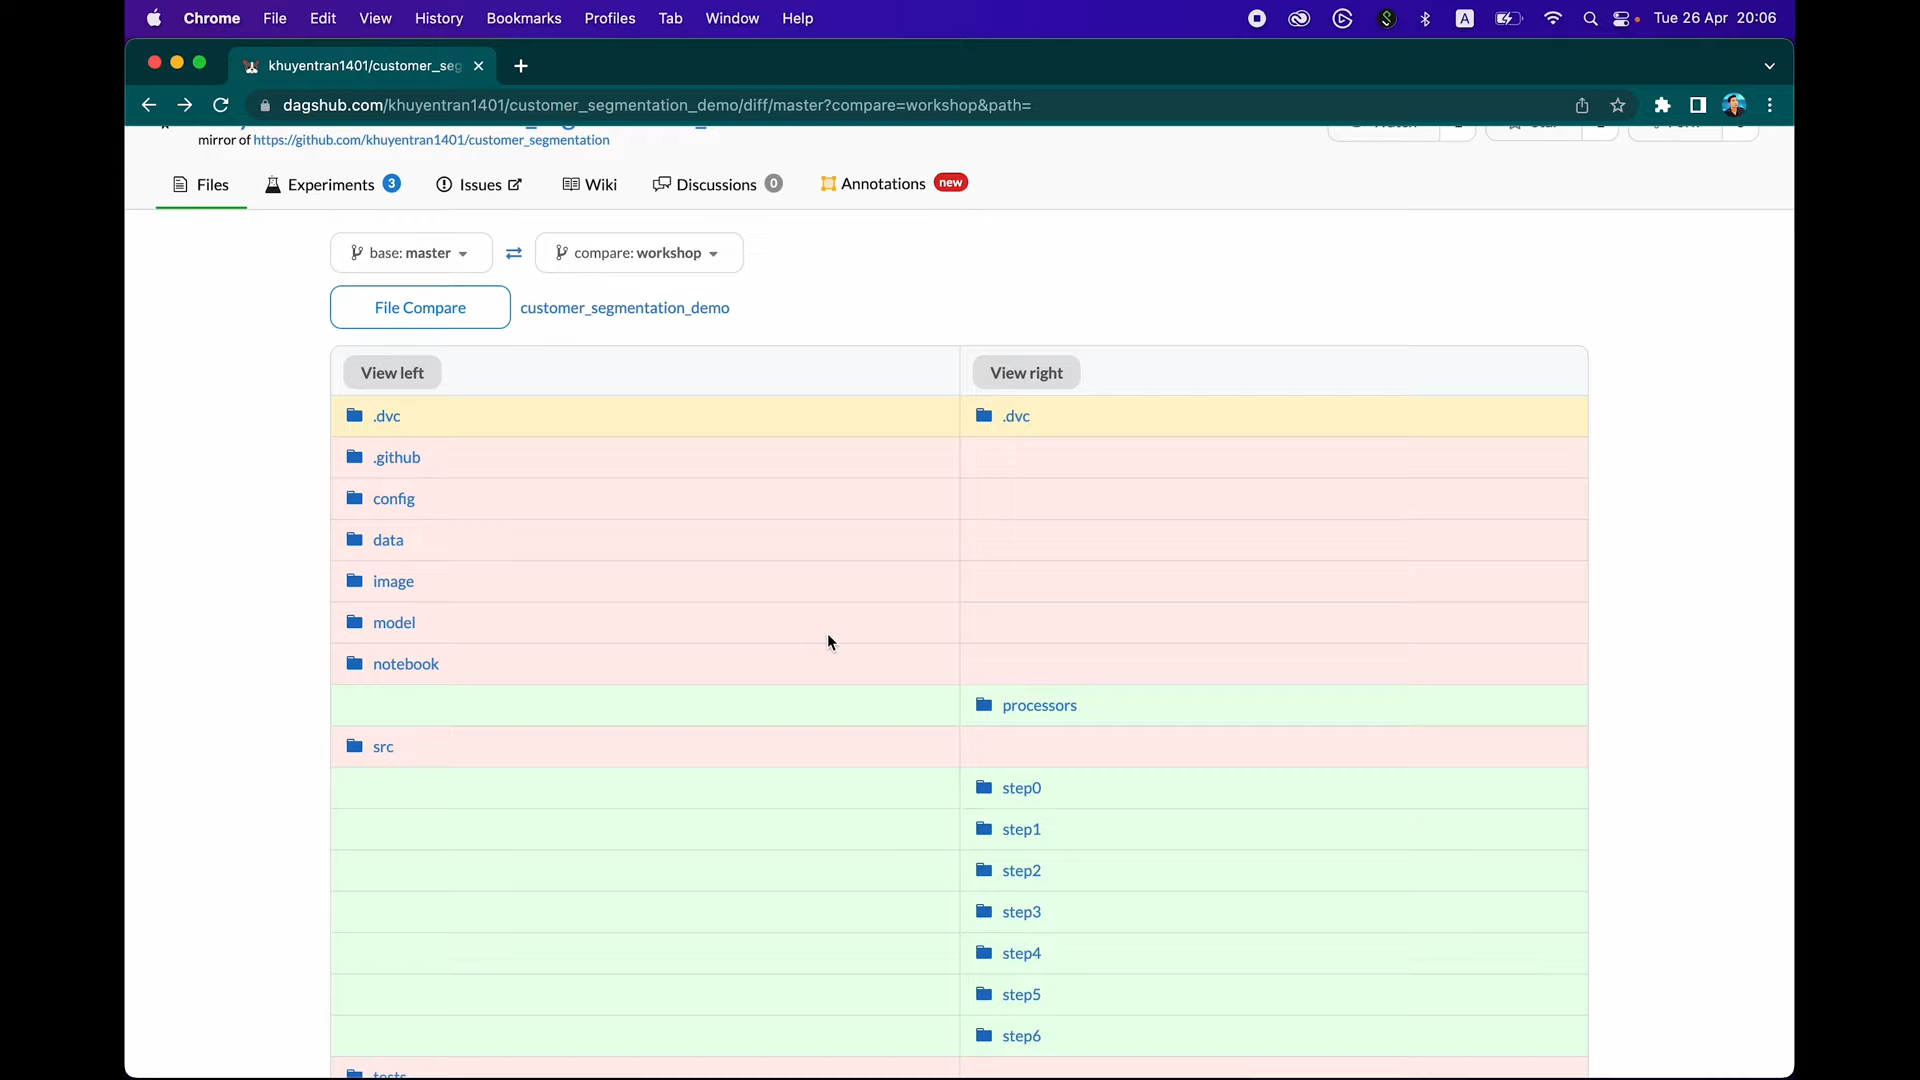 Chrome File Edit View History Bookmarks Profiles Tab Window Help A Tue 26 Apr 20:06
khuyentran1401/customer_seg
dagshub.com/khuyentran1401/customer_segmentation_demo/diff/master?compare=workshop&path=
mirror of https://github.com/khuyentran1401/customer_segmentation
Files Experiments 3 Issues Wiki Discussions 0 Annotations new
base: master compare: workshop
File Compare customer_segmentation_demo
View left View right
.dvc .dvc
.github
config
data
image
model
notebook
processors
src
step0
step1
step2
step3
step4
step5
step6
tests